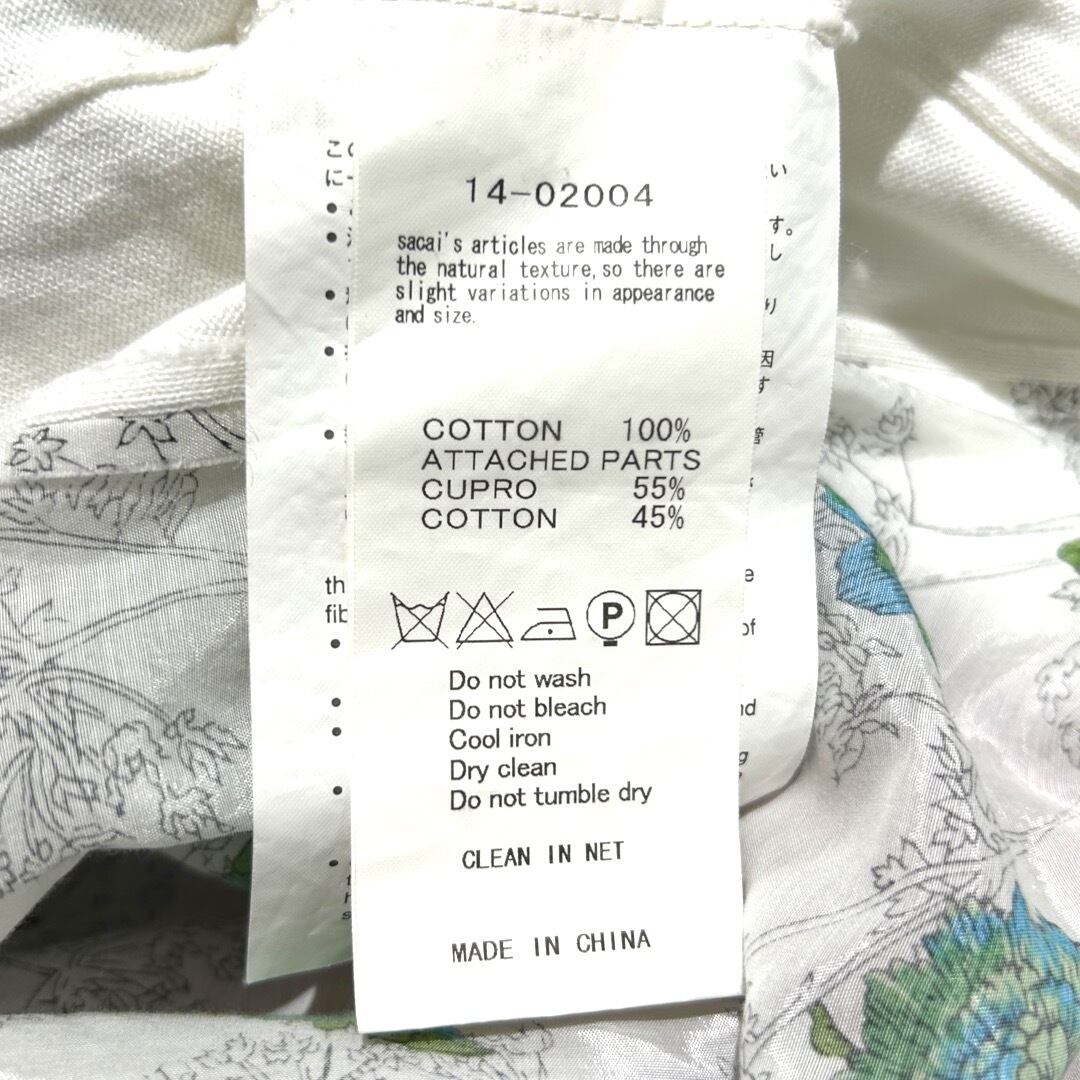 14-02004
sacai's articles are made through
the natural texture, so there are
slight variations in appearance
and size.
COTTON 100%
ATTACHED PARTS
CUPRO 55%
COTTON 45%
P
Do not wash
Do not bleach
Cool iron
Dry clean
Do not tumble dry
CLEAN IN NET
MADE IN CHINA